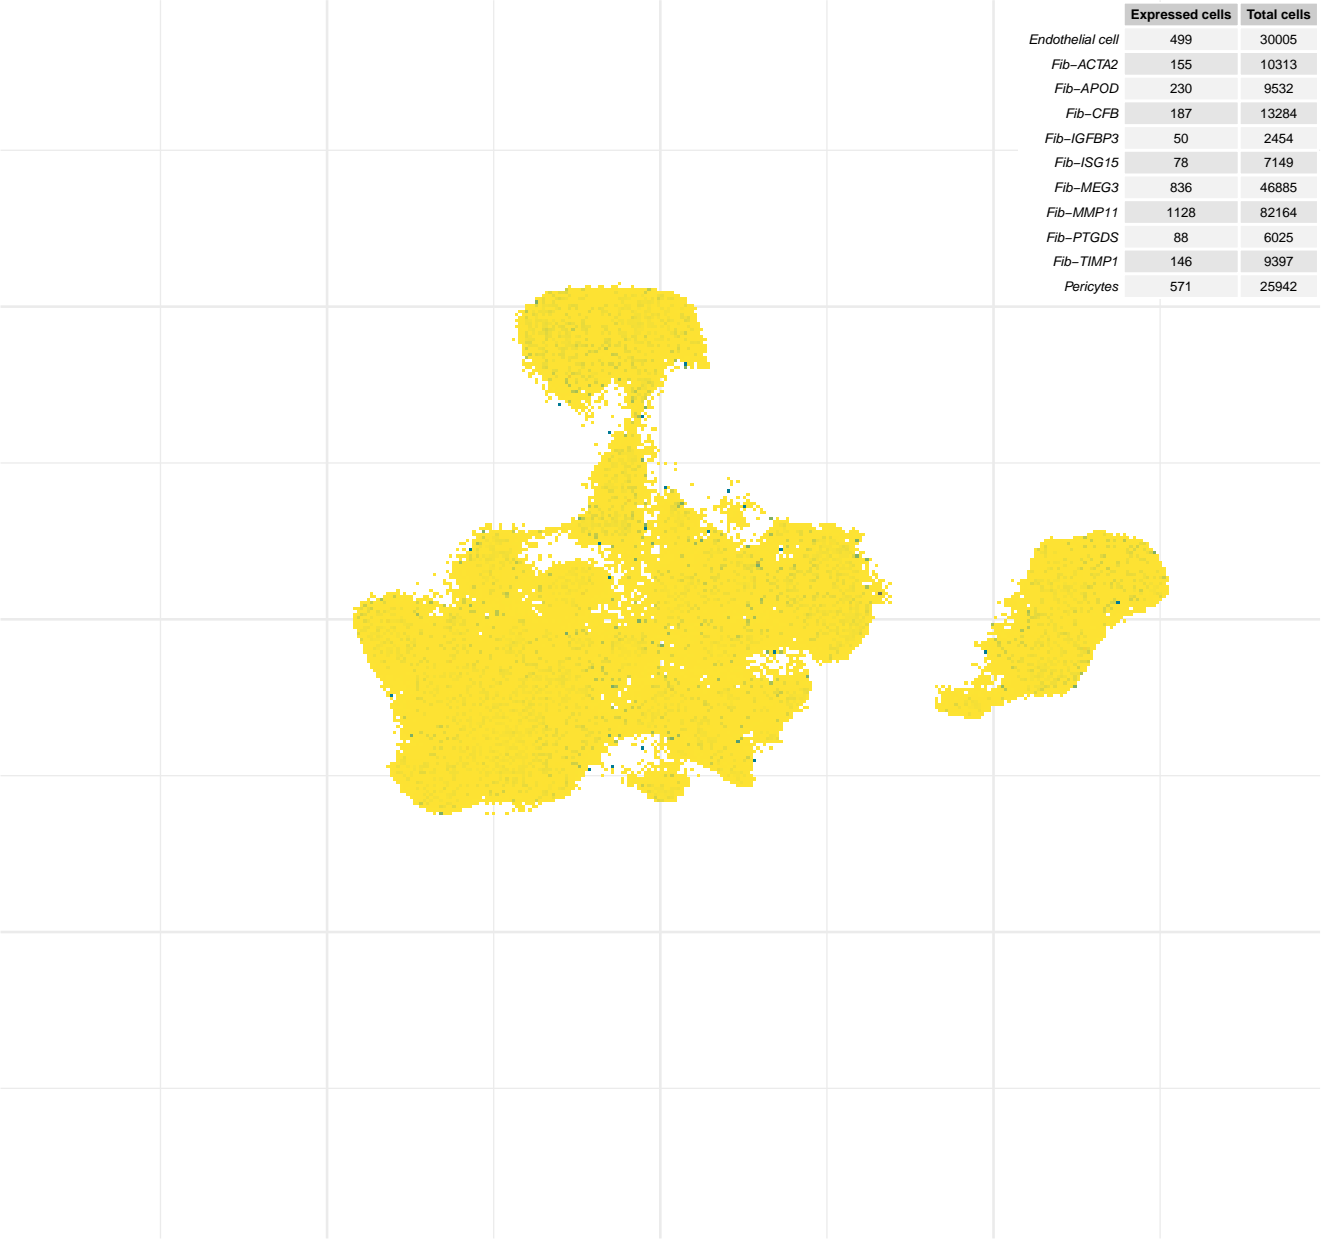 Expressed cells Total cells
Endothelial cell 499 30005
Fib−ACTA2 155 10313
Fib−APOD 230 9532
Fib−CFB 187 13284
Fib−IGFBP3 50 2454
Fib−ISG15 78 7149
Fib−MEG3 836 46885
Fib−MMP11 1128 82164
Fib−PTGDS 88 6025
Fib−TIMP1 146 9397
Pericytes 571 25942